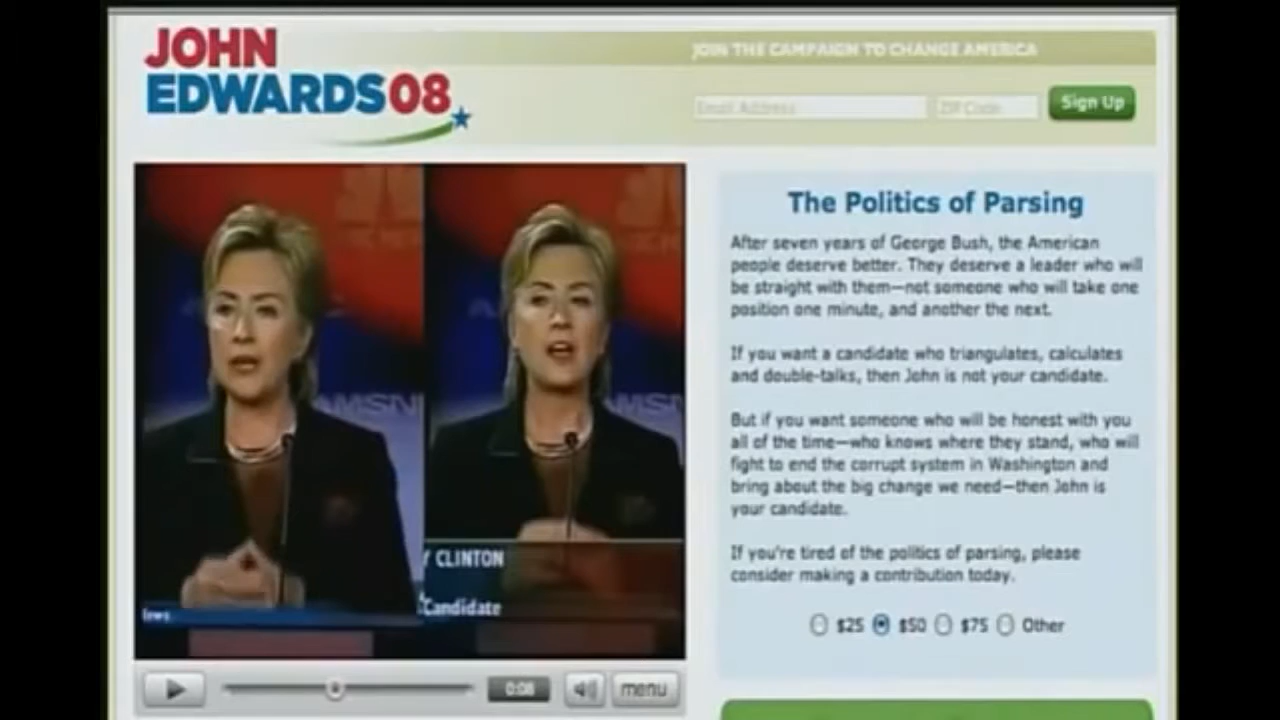 JOHN
EDWARDS08
JOIN THE CAMPAIGN TO CHANGE AMERICA
Email Address
ZIP Code
Sign Up
The Politics of Parsing
After seven years of George Bush, the American
people deserve better. They deserve a leader who will
be straight with them—not someone who will take one
position one minute, and another the next.
If you want a candidate who triangulates, calculates
and double-talks, then John is not your candidate.
But if you want someone who will be honest with you
all of the time—who knows where they stand, who will
fight to end the corrupt system in Washington and
bring about the big change we need—then John is
your candidate.
If you're tired of the politics of parsing, please
consider making a contribution today.
$25 $50 $75 Other
MSN
MSN
CLINTON
Candidate
menu